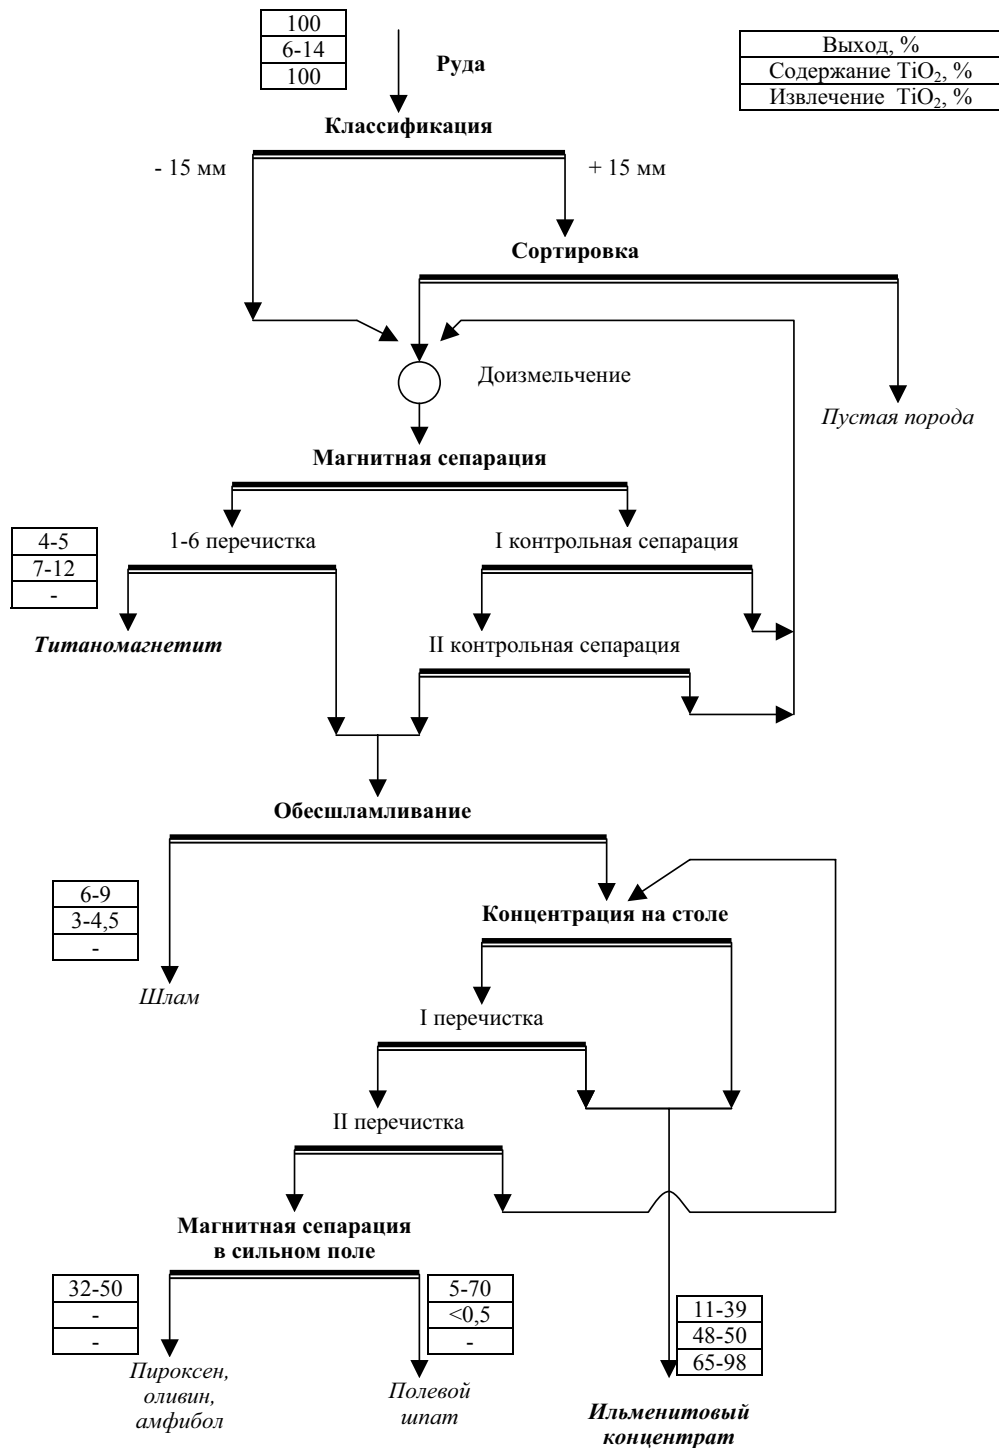 100
6-14
100
Руда
Выход, %
Содержание TiO₂, %
Извлечение TiO₂, %
Классификация
- 15 мм
+ 15 мм
Сортировка
Доизмельчение
Пустая порода
Магнитная сепарация
4-5
7-12
-
1-6 перечистка
I контрольная сепарация
Титаномагнетит
II контрольная сепарация
Обесшламливание
6-9
3-4,5
-
Концентрация на столе
Шлам
I перечистка
II перечистка
Магнитная сепарация
в сильном поле
32-50
-
-
5-70
<0,5
-
11-39
48-50
65-98
Пироксен,
оливин,
амфибол
Полевой
шпат
Ильменитовый
концентрат